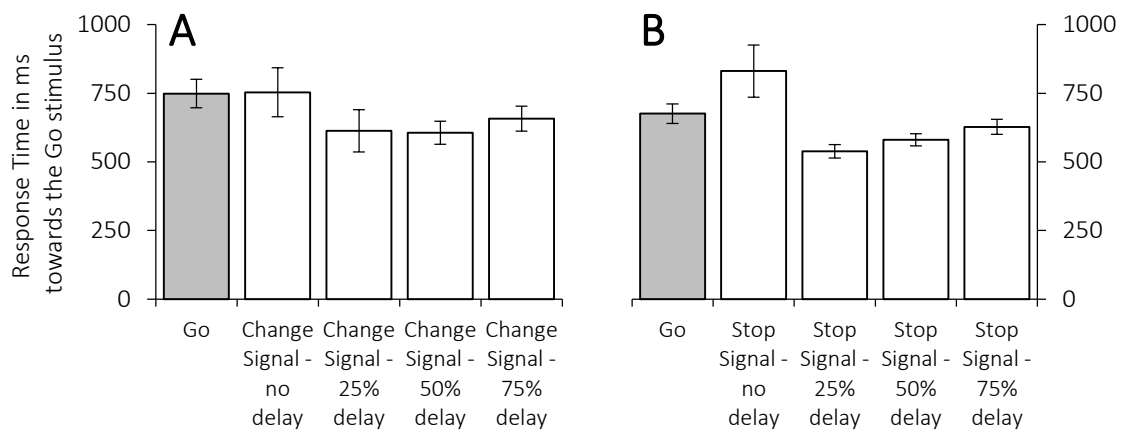 A
B
Response Time in ms
towards the Go stimulus
1000
750
500
250
0
1000
750
500
250
0
Go
Change
Signal -
no
delay
Change
Signal -
25%
delay
Change
Signal -
50%
delay
Change
Signal -
75%
delay
Go
Stop
Signal -
no
delay
Stop
Signal -
25%
delay
Stop
Signal -
50%
delay
Stop
Signal -
75%
delay